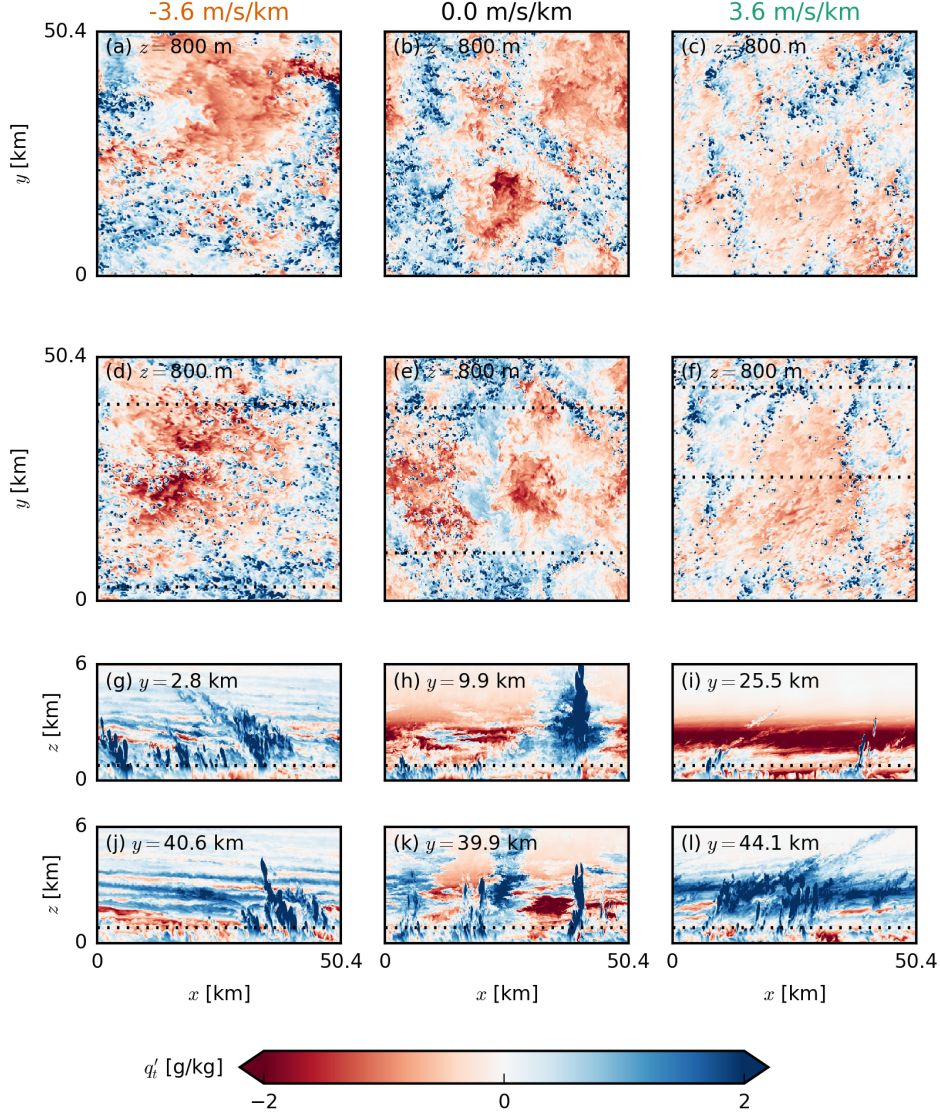 -3.6 m/s/km 0.0 m/s/km 3.6 m/s/km
50.4 (a) z = 800 m (b) z = 800 m (c) z = 800 m
y [km]
0
50.4 (d) z = 800 m (e) z = 800 m (f) z = 800 m
y [km]
0
6 (g) y = 2.8 km (h) y = 9.9 km (i) y = 25.5 km
z [km]
0
6 (j) y = 40.6 km (k) y = 39.9 km (l) y = 44.1 km
z [km]
0
0 50.4 0 50.4 0 50.4
x [km] x [km] x [km]
q′t [g/kg]
−2 0 2